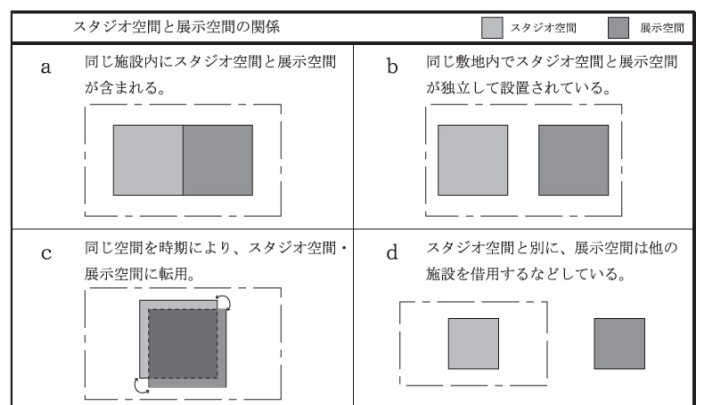 スタジオ空間と展示空間の関係
スタジオ空間
展示空間
a
同じ施設内にスタジオ空間と展示空間
が含まれる。
b
同じ敷地内でスタジオ空間と展示空間
が独立して設置されている。
c
同じ空間を時期により、スタジオ空間・
展示空間に転用。
d
スタジオ空間と別に、展示空間は他の
施設を借用するなどしている。